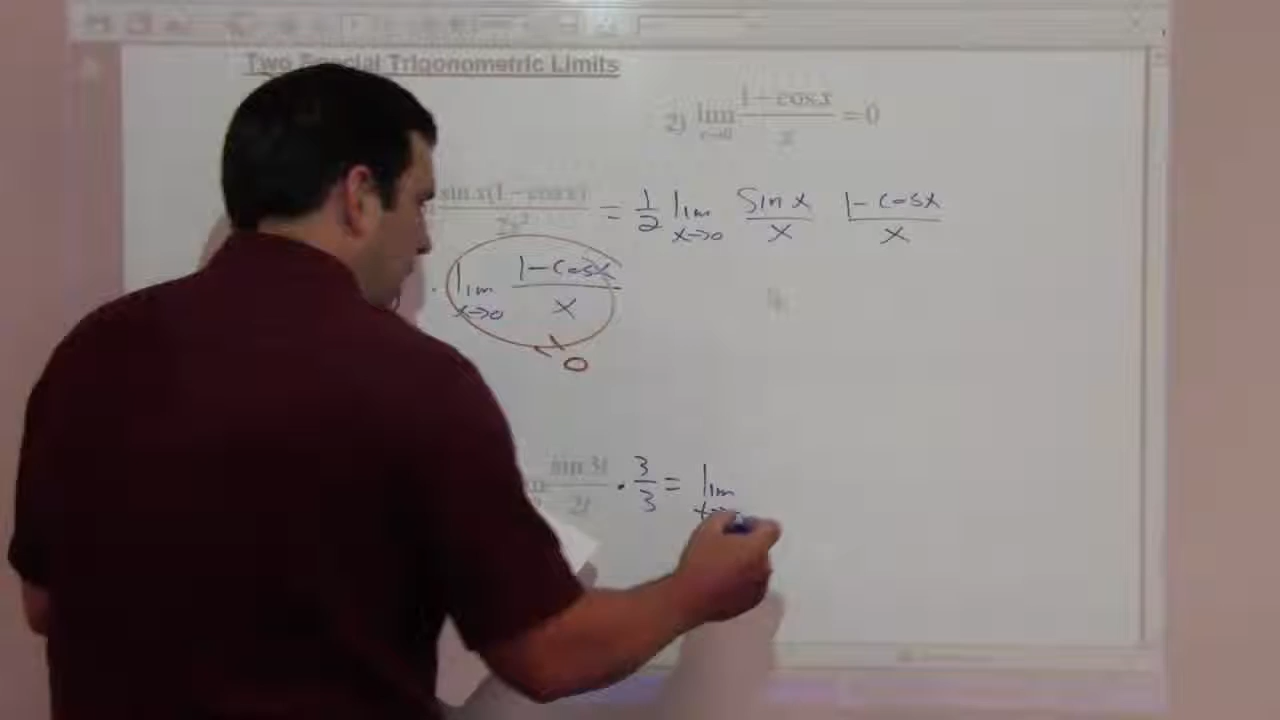 Two Special Trigonometric Limits
2) lim x→0 (1 - cos x)/x = 0
sin x(1 - cos x)/2x² = 1/2 lim x→0 sin x/x (1 - cos x)/x
· lim x→0 (1 - cos x)/x
0
sin 3t/2t · 3/3 = lim